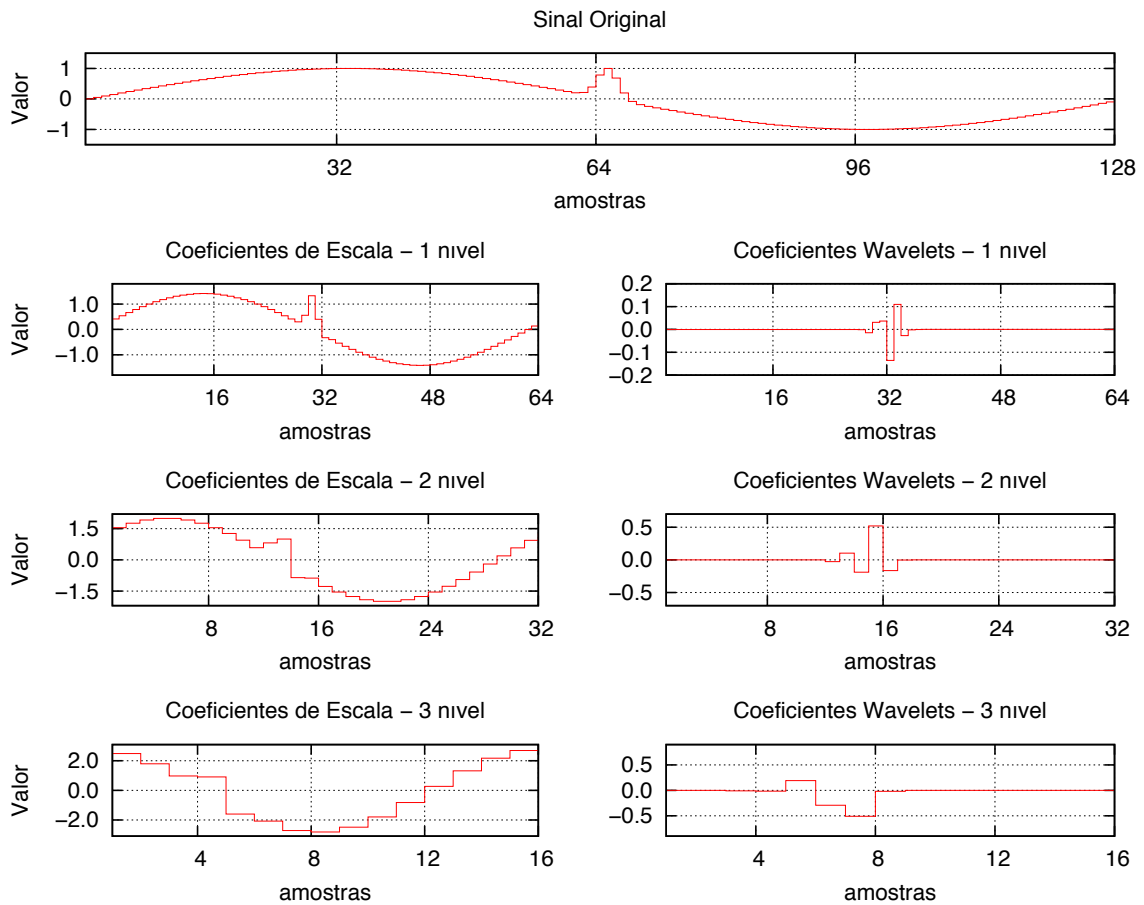 Sinal Original
Valor
1
0
−1
32 64 96 128
amostras
Coeficientes de Escala − 1 nıvel
Valor
1.0
0.0
−1.0
16 32 48 64
amostras
Coeficientes Wavelets − 1 nıvel
0.2
0.1
0.0
−0.1
−0.2
16 32 48 64
amostras
Coeficientes de Escala − 2 nıvel
Valor
1.5
0.0
−1.5
8 16 24 32
amostras
Coeficientes Wavelets − 2 nıvel
0.5
0.0
−0.5
8 16 24 32
amostras
Coeficientes de Escala − 3 nıvel
Valor
2.0
0.0
−2.0
4 8 12 16
amostras
Coeficientes Wavelets − 3 nıvel
0.5
0.0
−0.5
4 8 12 16
amostras